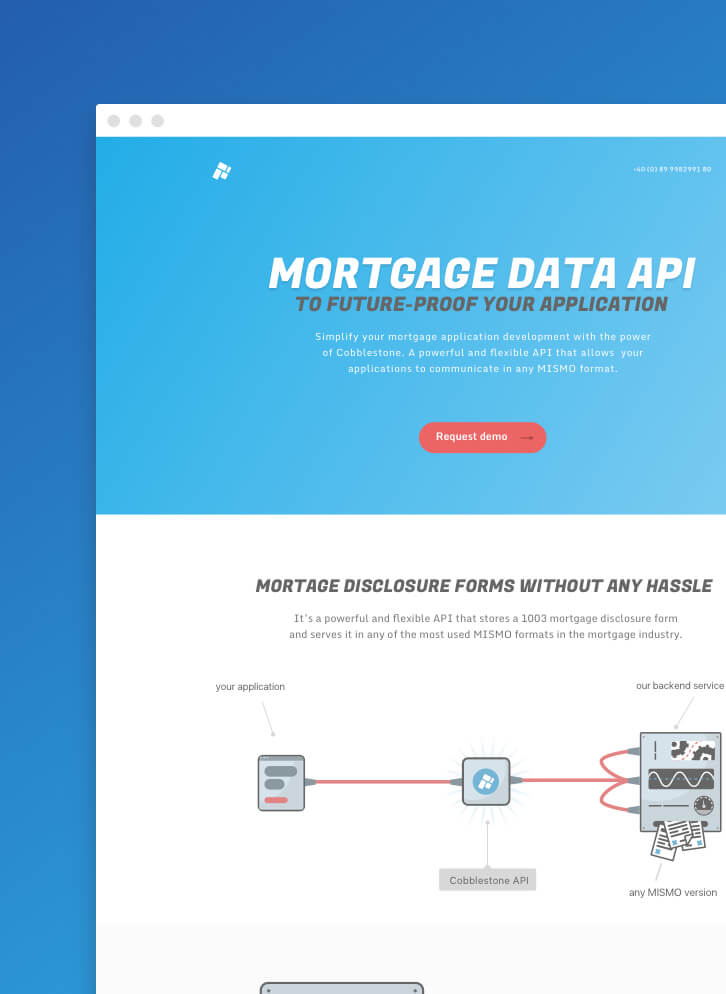 +40 (0) 89 9982991 80
MORTGAGE DATA API
TO FUTURE-PROOF YOUR APPLICATION
Simplify your mortgage application development with the power
of Cobblestone. A powerful and flexible API that allows your
applications to communicate in any MISMO format.
Request demo
MORTAGE DISCLOSURE FORMS WITHOUT ANY HASSLE
It's a powerful and flexible API that stores a 1003 mortgage disclosure form
and serves it in any of the most used MISMO formats in the mortgage industry.
your application
our backend service
Cobblestone API
any MISMO version